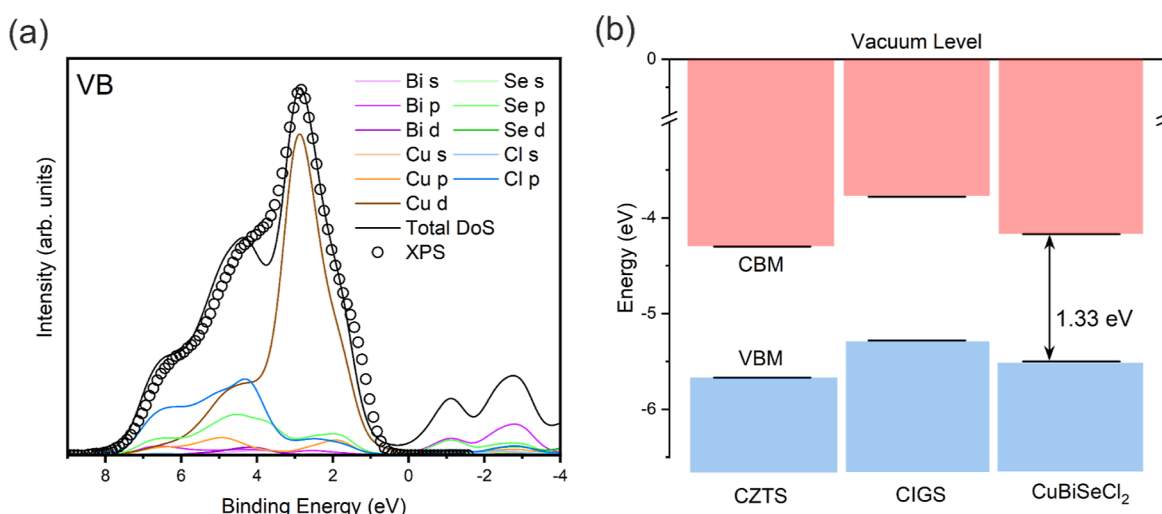 (a)
VB
Bi s
Bi p
Bi d
Cu s
Cu p
Cu d
Total DoS
XPS
Se s
Se p
Se d
Cl s
Cl p
Intensity (arb. units)
8 6 4 2 0 -2 -4
Binding Energy (eV)
(b)
Vacuum Level
0
-4
-5
-6
Energy (eV)
CBM
VBM
1.33 eV
CZTS CIGS CuBiSeCl₂